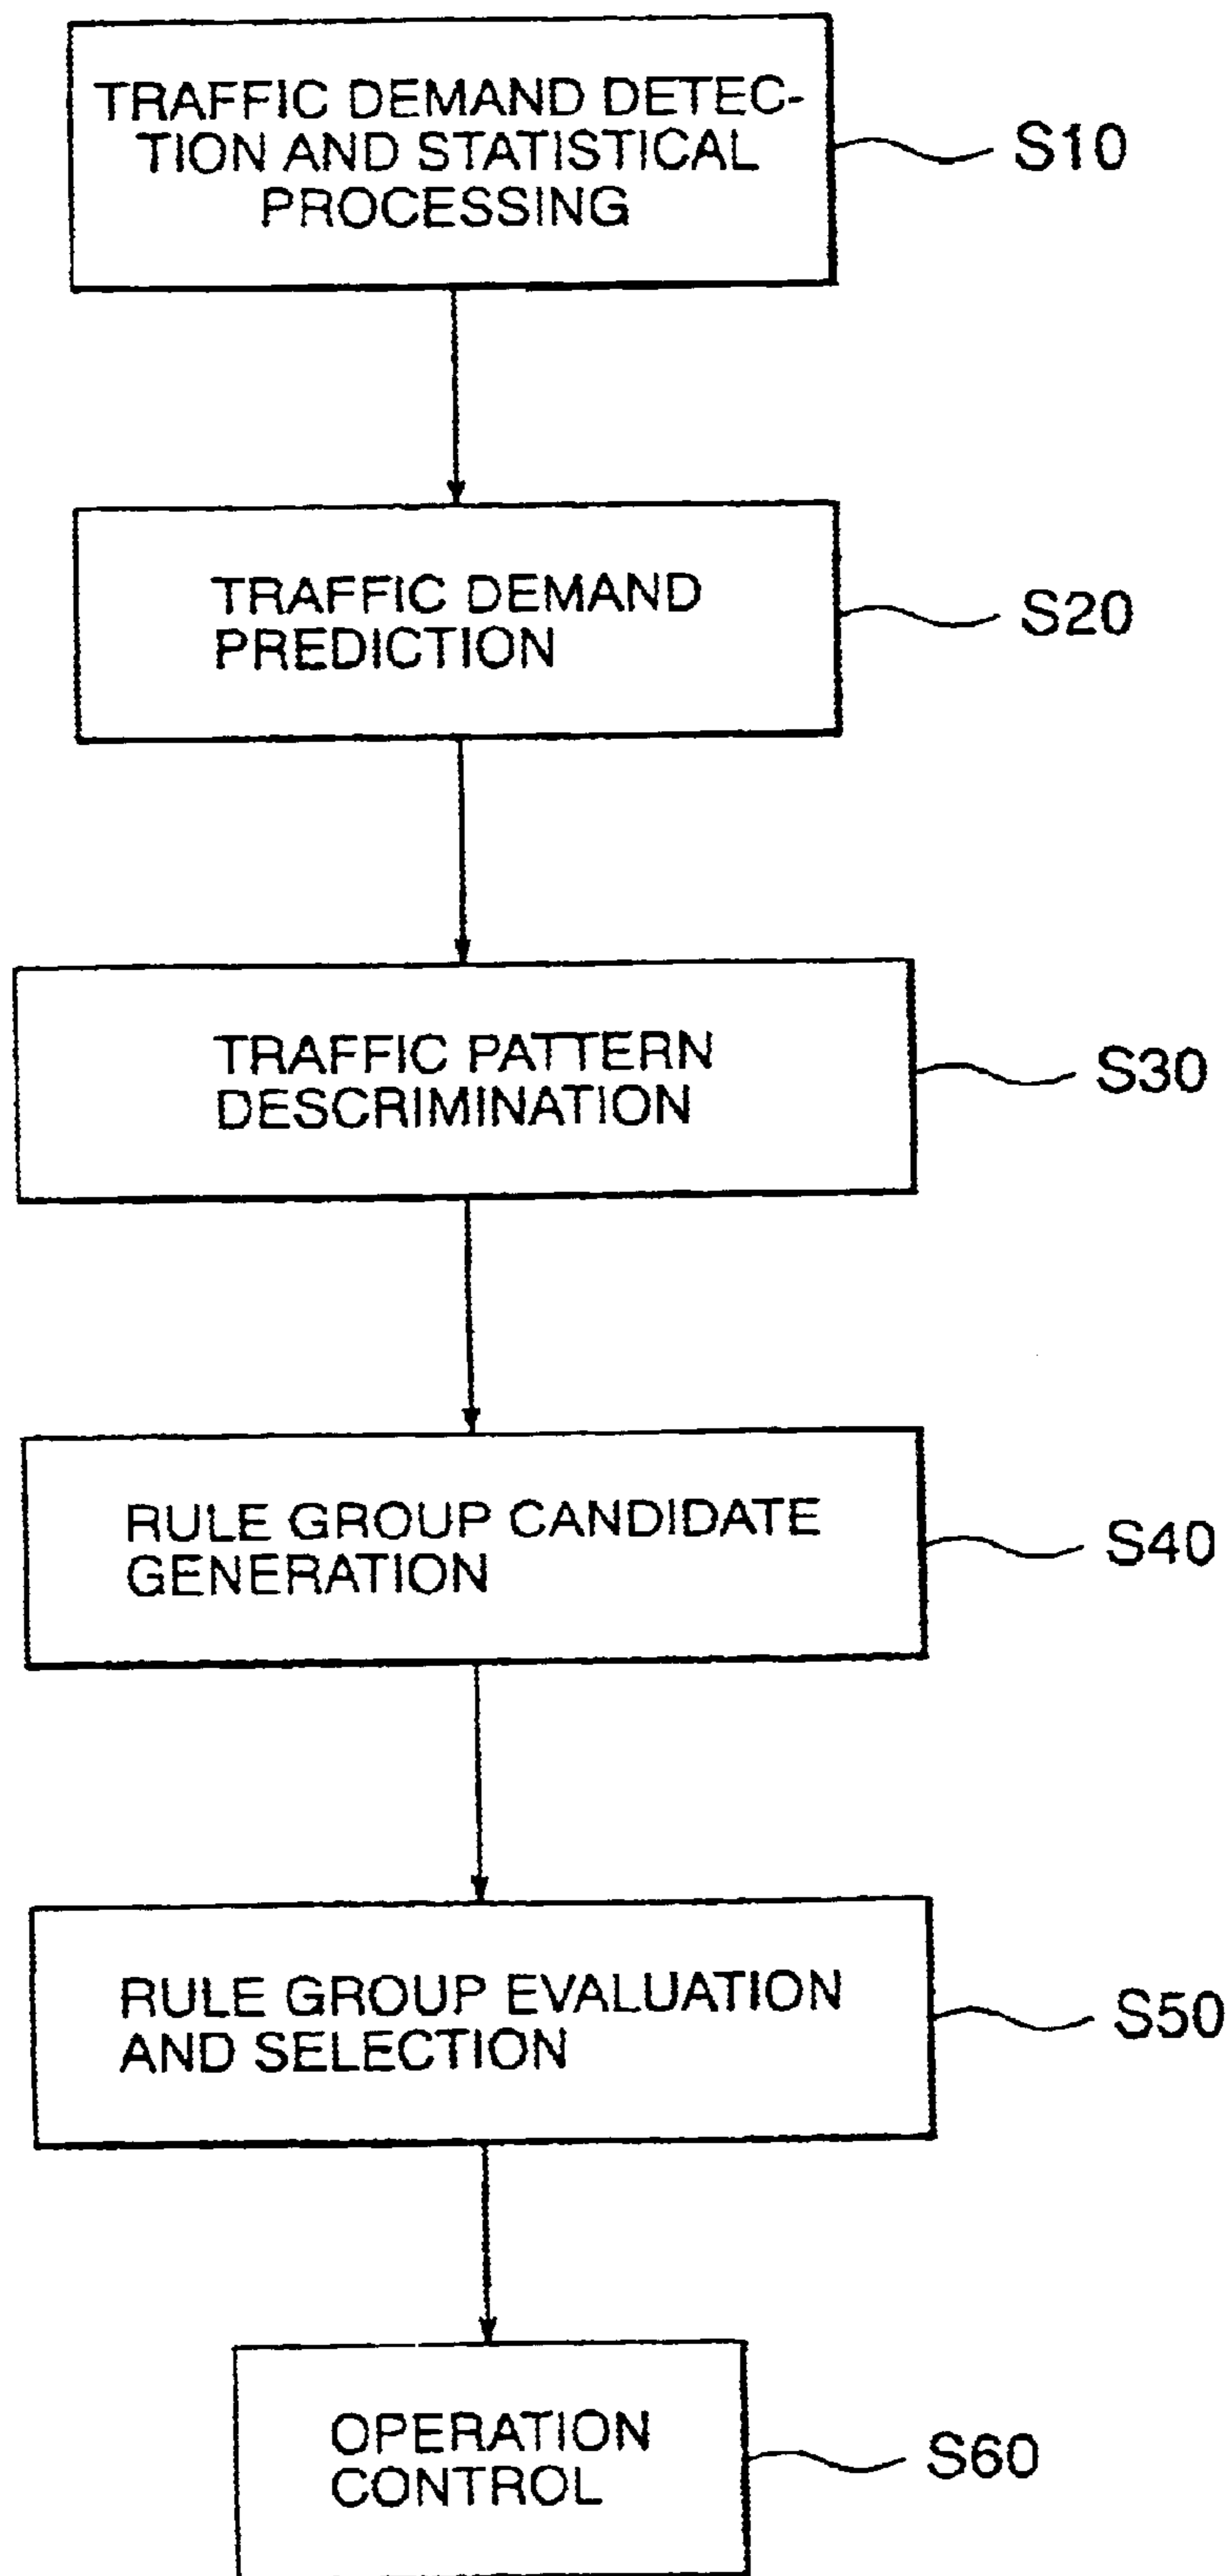 TRAFFIC DEMAND DETEC-
TION AND STATISTICAL
PROCESSING
S10
TRAFFIC DEMAND
PREDICTION
S20
TRAFFIC PATTERN
DESCRIMINATION
S30
RULE GROUP CANDIDATE
GENERATION
S40
RULE GROUP EVALUATION
AND SELECTION
S50
OPERATION
CONTROL
S60